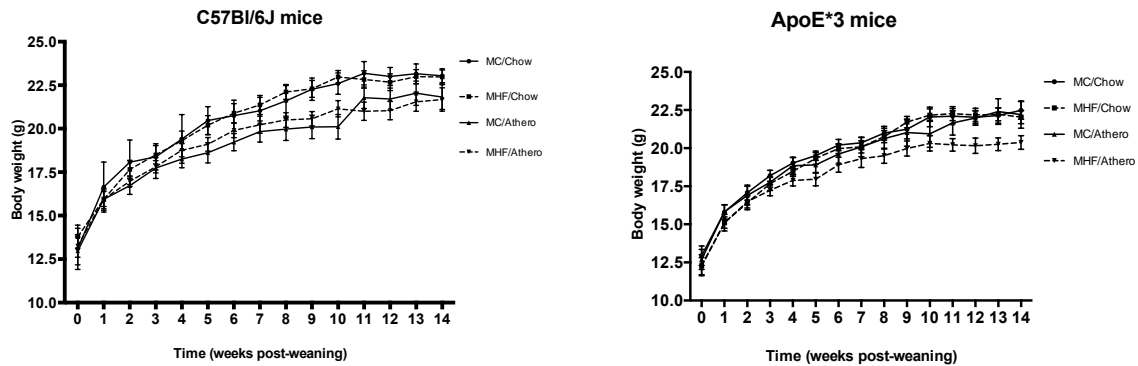 C57Bl/6J mice
25.0
22.5
20.0
17.5
15.0
12.5
10.0
Body weight (g)
0 1 2 3 4 5 6 7 8 9 10 11 12 13 14
Time (weeks post-weaning)
MC/Chow
MHF/Chow
MC/Athero
MHF/Athero
ApoE*3 mice
25.0
22.5
20.0
17.5
15.0
12.5
10.0
Body weight (g)
0 1 2 3 4 5 6 7 8 9 10 11 12 13 14
Time (weeks post-weaning)
MC/Chow
MHF/Chow
MC/Athero
MHF/Athero